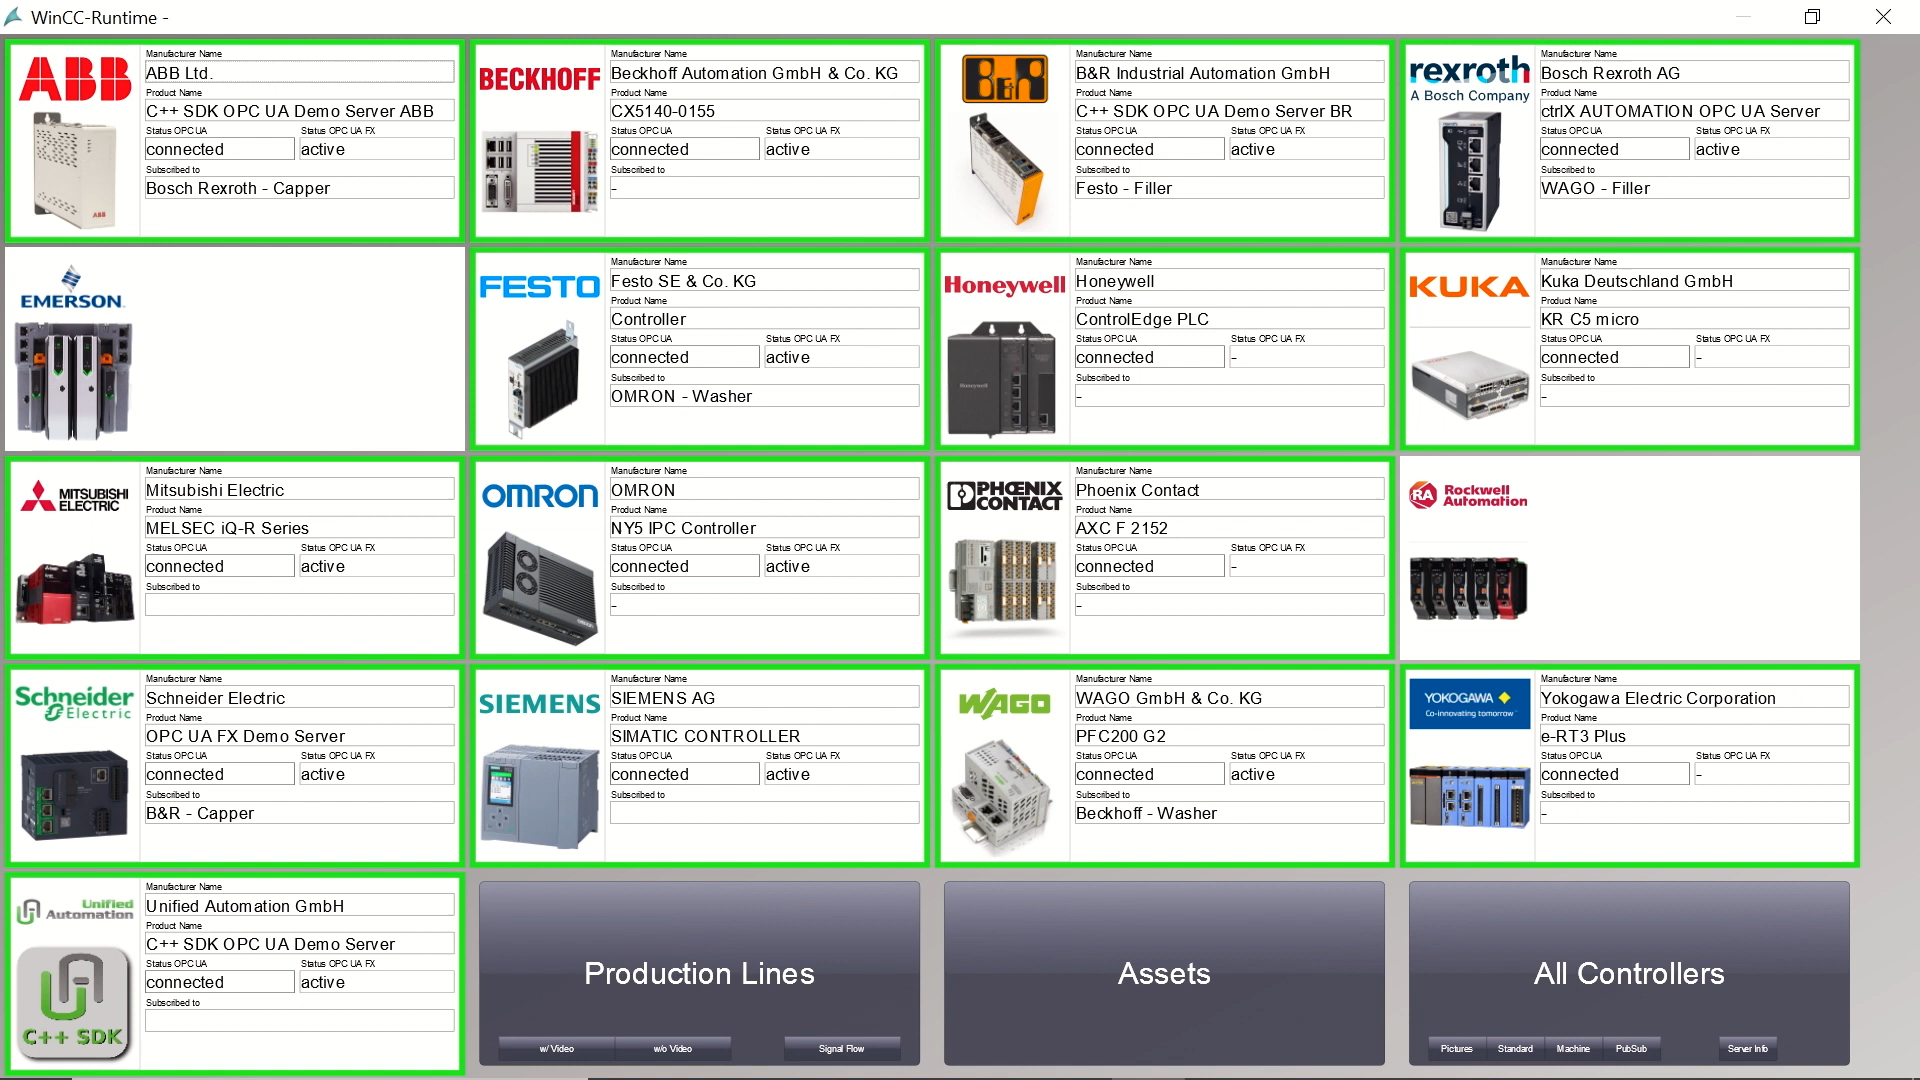 WinCC-Runtime -
ABB
Manufacturer Name
ABB Ltd.
Product Name
C++ SDK OPC UA Demo Server ABB
Status OPC UA Status OPC UA FX
connected active
Subscribed to
Bosch Rexroth - Capper
ABB
BECKHOFF
Manufacturer Name
Beckhoff Automation GmbH & Co. KG
Product Name
CX5140-0155
Status OPC UA Status OPC UA FX
connected active
Subscribed to
-
B&R
Manufacturer Name
B&R Industrial Automation GmbH
Product Name
C++ SDK OPC UA Demo Server BR
Status OPC UA Status OPC UA FX
connected active
Subscribed to
Festo - Filler
rexroth
A Bosch Company
Manufacturer Name
Bosch Rexroth AG
Product Name
ctrlX AUTOMATION OPC UA Server
Status OPC UA Status OPC UA FX
connected active
Subscribed to
WAGO - Filler
EMERSON.
FESTO
Manufacturer Name
Festo SE & Co. KG
Product Name
Controller
Status OPC UA Status OPC UA FX
connected active
Subscribed to
OMRON - Washer
Honeywell
Manufacturer Name
Honeywell
Product Name
ControlEdge PLC
Status OPC UA Status OPC UA FX
connected -
Subscribed to
-
Honeywell
KUKA
Manufacturer Name
Kuka Deutschland GmbH
Product Name
KR C5 micro
Status OPC UA Status OPC UA FX
connected -
Subscribed to
-
MITSUBISHI
ELECTRIC
Manufacturer Name
Mitsubishi Electric
Product Name
MELSEC iQ-R Series
Status OPC UA Status OPC UA FX
connected active
Subscribed to
OMRON
Manufacturer Name
OMRON
Product Name
NY5 IPC Controller
Status OPC UA Status OPC UA FX
connected active
Subscribed to
-
PHŒNIX
CONTACT
Manufacturer Name
Phoenix Contact
Product Name
AXC F 2152
Status OPC UA Status OPC UA FX
connected -
Subscribed to
-
RA Rockwell
Automation
Schneider
Electric
Manufacturer Name
Schneider Electric
Product Name
OPC UA FX Demo Server
Status OPC UA Status OPC UA FX
connected active
Subscribed to
B&R - Capper
SIEMENS
Manufacturer Name
SIEMENS AG
Product Name
SIMATIC CONTROLLER
Status OPC UA Status OPC UA FX
connected active
Subscribed to
WAGO
Manufacturer Name
WAGO GmbH & Co. KG
Product Name
PFC200 G2
Status OPC UA Status OPC UA FX
connected active
Subscribed to
Beckhoff - Washer
YOKOGAWA
Co-innovating tomorrow
Manufacturer Name
Yokogawa Electric Corporation
Product Name
e-RT3 Plus
Status OPC UA Status OPC UA FX
connected -
Subscribed to
-
Unified
Automation
C++ SDK
Manufacturer Name
Unified Automation GmbH
Product Name
C++ SDK OPC UA Demo Server
Status OPC UA Status OPC UA FX
connected active
Subscribed to
Production Lines
w/ Video w/o Video Signal Flow
Assets
All Controllers
Pictures Standard Machine PubSub Server Info